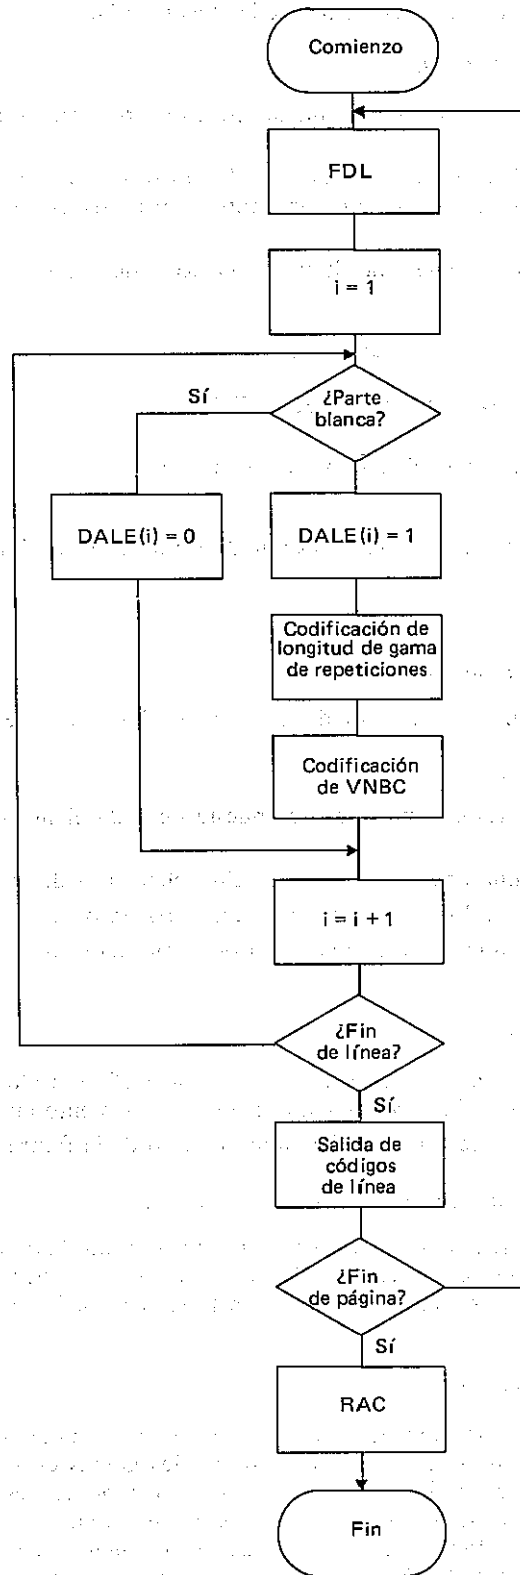 Comienzo
FDL
i = 1
¿Parte
blanca?
Sí
DALE(i) = 0
DALE(i) = 1
Codificación de
longitud de gama
de repeticiones
Codificación
de VNBC
i = i + 1
¿Fin
de línea?
Sí
Salida de
códigos
de línea
¿Fin
de página?
Sí
RAC
Fin